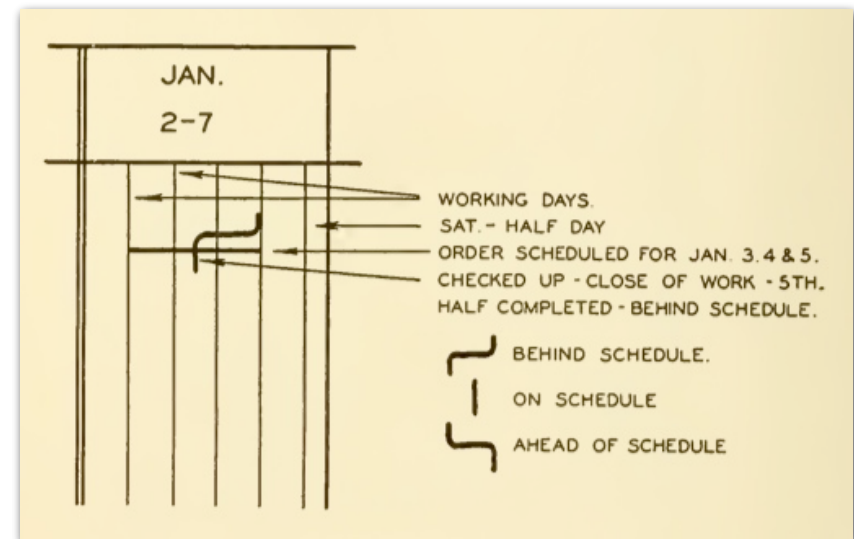 JAN.
2-7
WORKING DAYS.
SAT. - HALF DAY
ORDER SCHEDULED FOR JAN. 3.4 & 5.
CHECKED UP - CLOSE OF WORK - 5TH.
HALF COMPLETED - BEHIND SCHEDULE.
BEHIND SCHEDULE.
ON SCHEDULE
AHEAD OF SCHEDULE